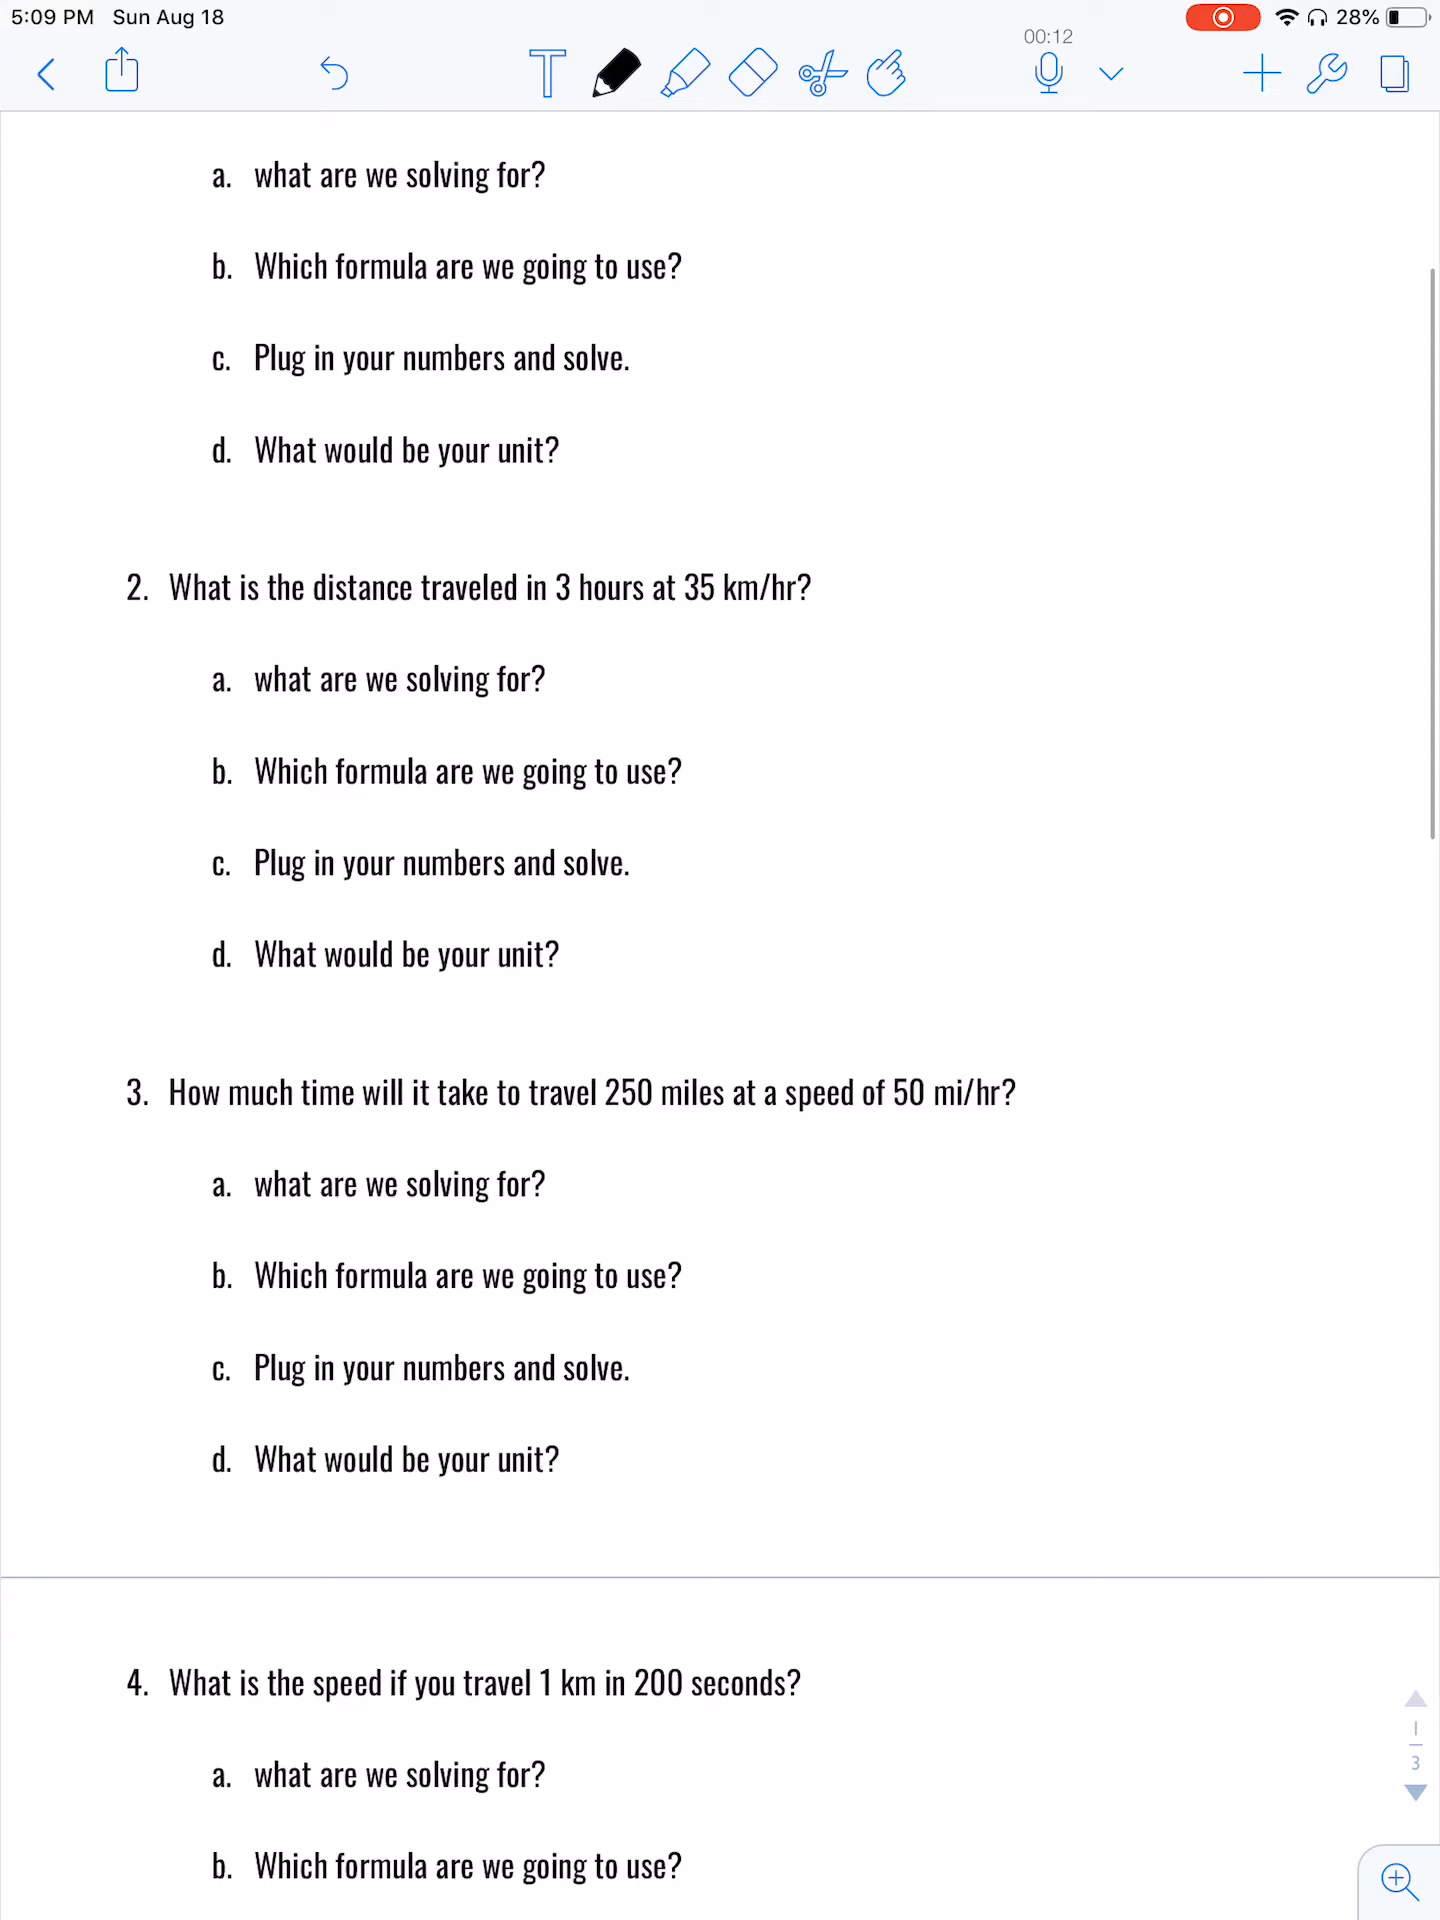 5:09 PM Sun Aug 18
28%
00:12
T
a. what are we solving for?
b. Which formula are we going to use?
c. Plug in your numbers and solve.
d. What would be your unit?
2. What is the distance traveled in 3 hours at 35 km/hr?
a. what are we solving for?
b. Which formula are we going to use?
c. Plug in your numbers and solve.
d. What would be your unit?
3. How much time will it take to travel 250 miles at a speed of 50 mi/hr?
a. what are we solving for?
b. Which formula are we going to use?
c. Plug in your numbers and solve.
d. What would be your unit?
4. What is the speed if you travel 1 km in 200 seconds?
a. what are we solving for?
b. Which formula are we going to use?
1
3